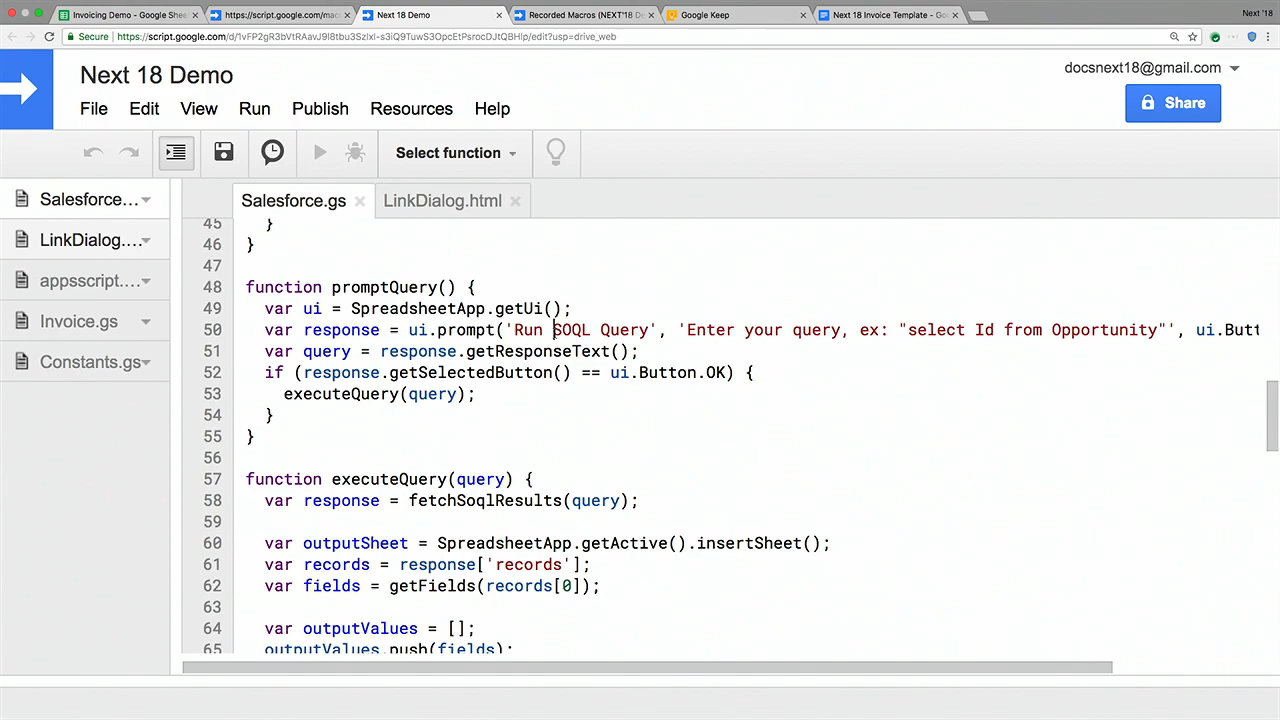 Invoicing Demo - Google Shee
https://script.google.com/mac
Next 18 Demo
Recorded Macros (NEXT'18 D
Google Keep
Next 18 Invoice Template - Go
Next '18
Secure
https://script.google.com/d/
/edit?usp=drive_web
Next 18 Demo
docsnext18@gmail.com
File Edit View Run Publish Resources Help
Share
Select function
Salesforce...
LinkDialog....
appsscript....
Invoice.gs
Constants.gs
Salesforce.gs
LinkDialog.html
45 }
46 }
47
48 function promptQuery() {
49 var ui = SpreadsheetApp.getUi();
50 var response = ui.prompt('Run SOQL Query', 'Enter your query, ex: "select Id from Opportunity"', ui.Butt
51 var query = response.getResponseText();
52 if (response.getSelectedButton() == ui.Button.OK) {
53 executeQuery(query);
54 }
55 }
56
57 function executeQuery(query) {
58 var response = fetchSoqlResults(query);
59
60 var outputSheet = SpreadsheetApp.getActive().insertSheet();
61 var records = response['records'];
62 var fields = getFields(records[0]);
63
64 var outputValues = [];
65 outputValues.push(fields);